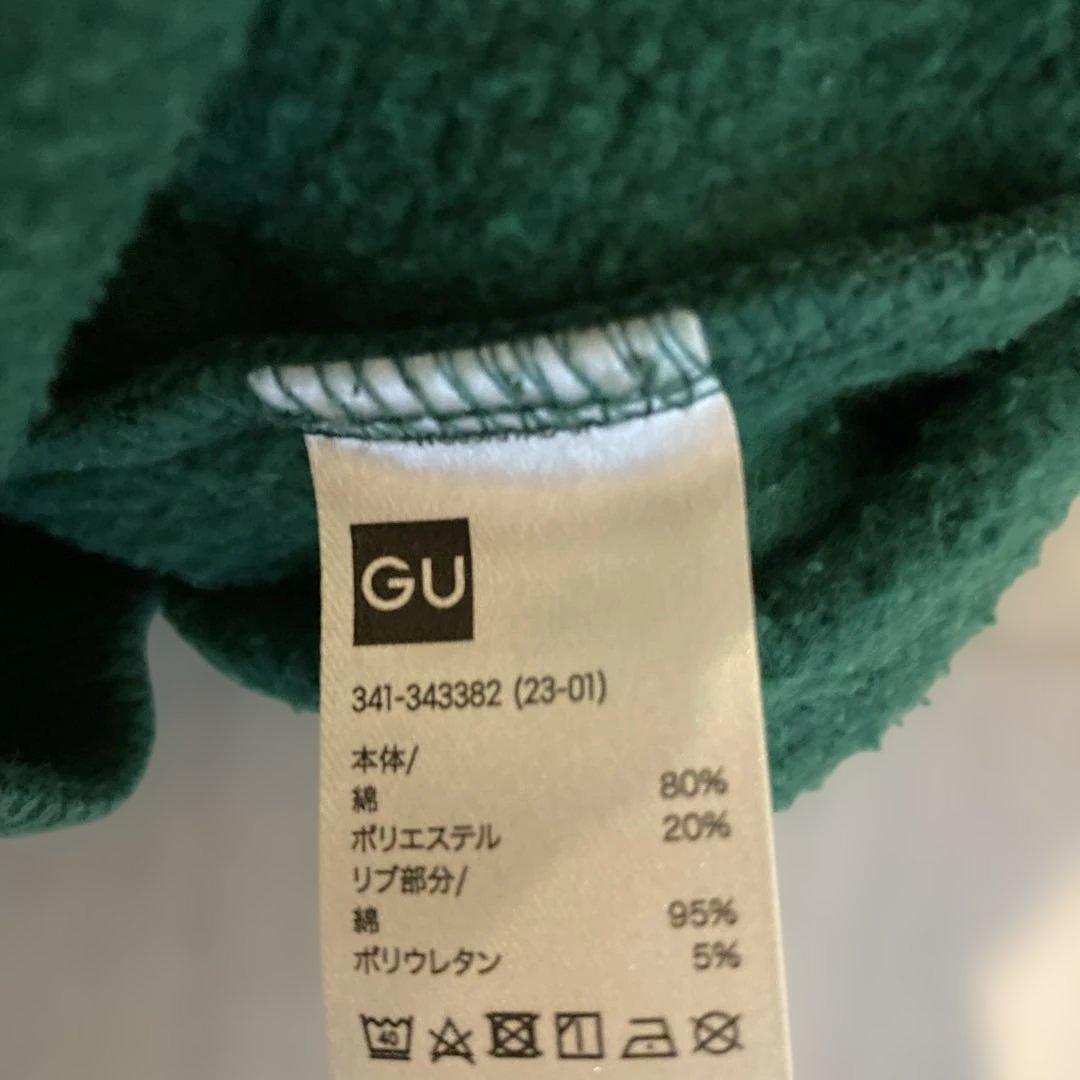 GU
341-343382 (23-01)
本体/
綿 80%
ポリエステル 20%
リブ部分/
綿 95%
ポリウレタン 5%
40